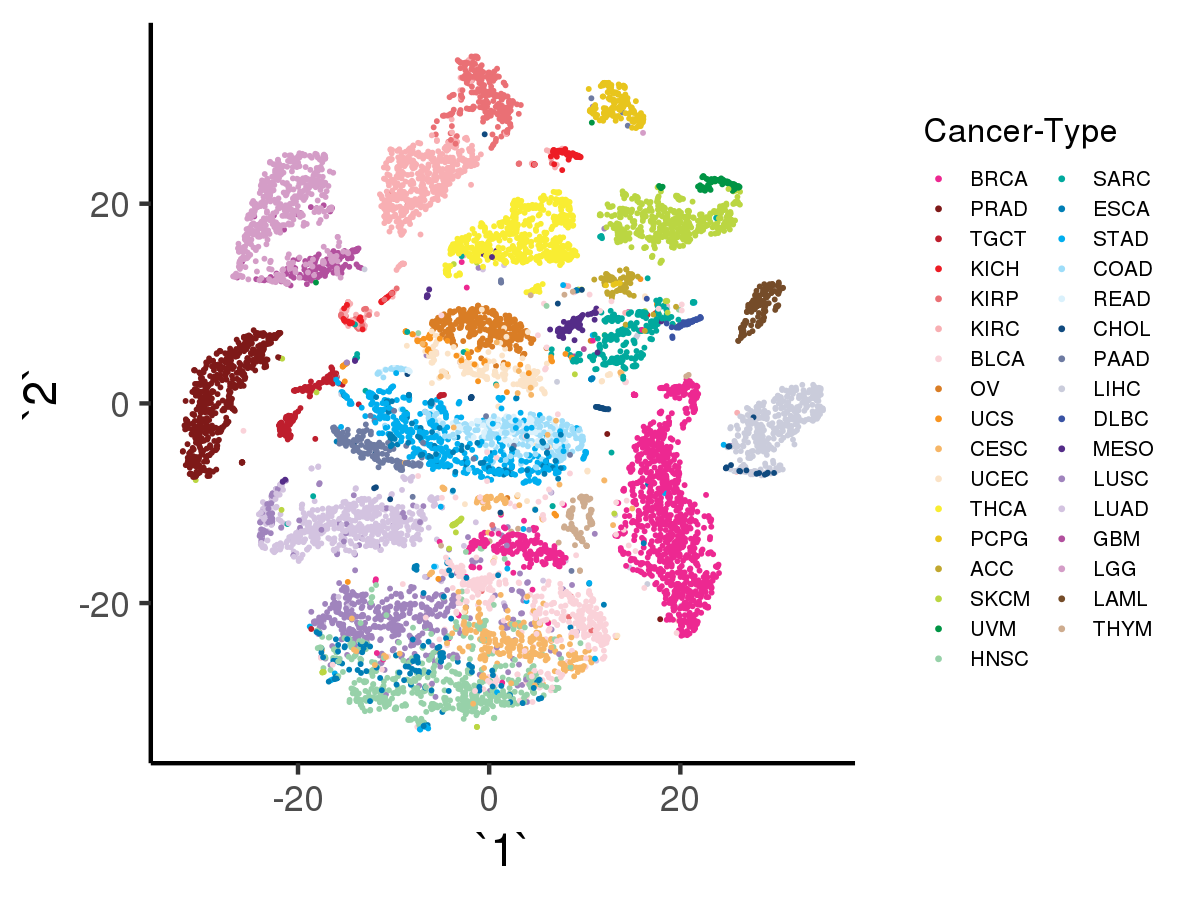 Cancer-Type
BRCA SARC
PRAD ESCA
TGCT STAD
KICH COAD
KIRP READ
KIRC CHOL
BLCA PAAD
OV LIHC
UCS DLBC
CESC MESO
UCEC LUSC
THCA LUAD
PCPG GBM
ACC LGG
SKCM LAML
UVM THYM
HNSC
20
0
-20
`2`
-20 0 20
`1`